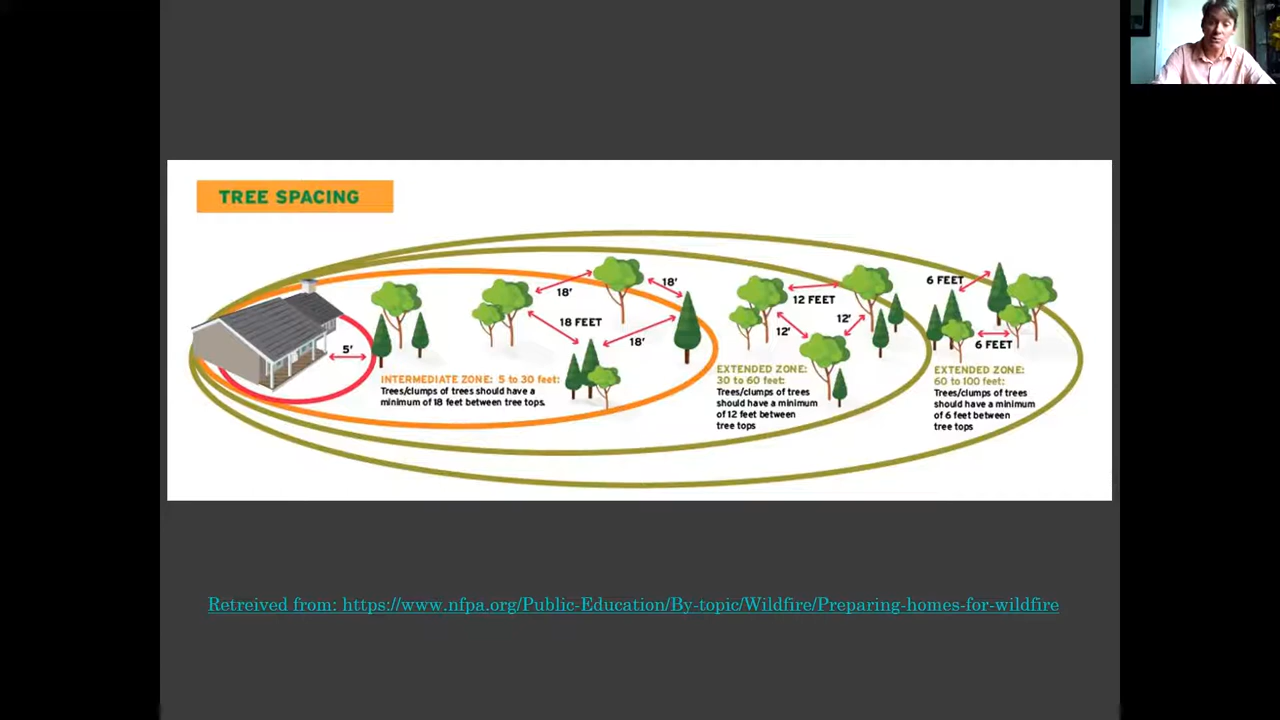 TREE SPACING
5'
18'
18 FEET
18'
18'
INTERMEDIATE ZONE: 5 to 30 feet:
Trees/clumps of trees should have a
minimum of 18 feet between tree tops.
12 FEET
12'
12'
EXTENDED ZONE:
30 to 60 feet:
Trees/clumps of trees
should have a minimum
of 12 feet between
tree tops
6 FEET
6 FEET
EXTENDED ZONE:
60 to 100 feet:
Trees/clumps of trees
should have a minimum
of 6 feet between
tree tops
Retreived from: https://www.nfpa.org/Public-Education/By-topic/Wildfire/Preparing-homes-for-wildfire